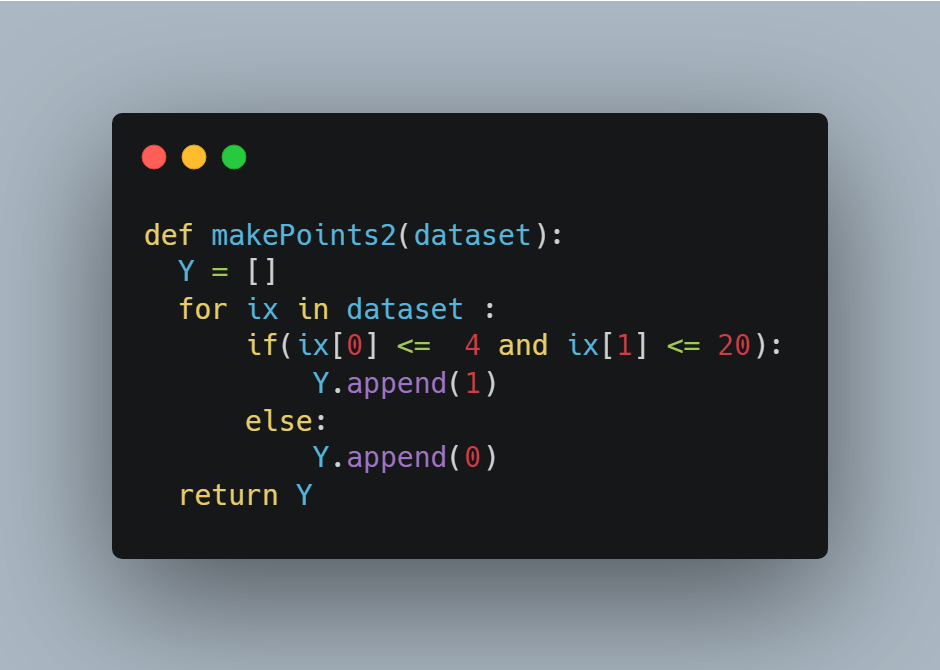 def makePoints2(dataset):
  Y = []
  for ix in dataset :
      if(ix[0] <=  4 and ix[1] <= 20):
          Y.append(1)
      else:
          Y.append(0)
  return Y